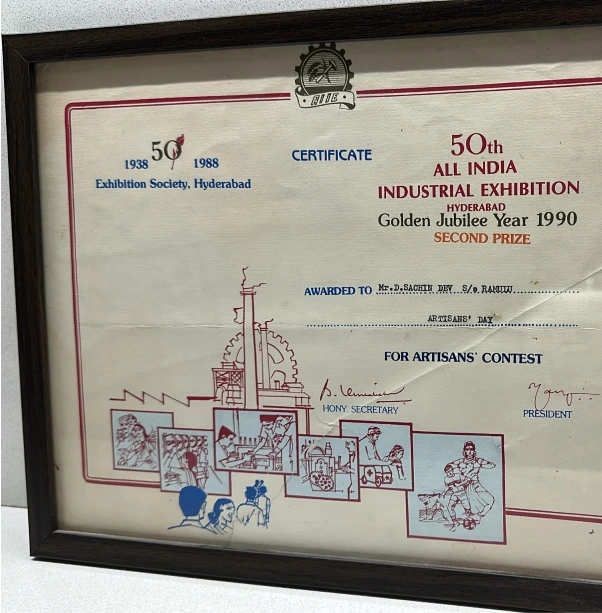 AIIE
50
1938 1988
Exhibition Society, Hyderabad
CERTIFICATE
50th
ALL INDIA
INDUSTRIAL EXHIBITION
HYDERABAD
Golden Jubilee Year 1990
SECOND PRIZE
AWARDED TO Mr.D.SACHIN DEV S/o RAMULU
ARTISANS' DAY
FOR ARTISANS' CONTEST
HONY. SECRETARY
PRESIDENT